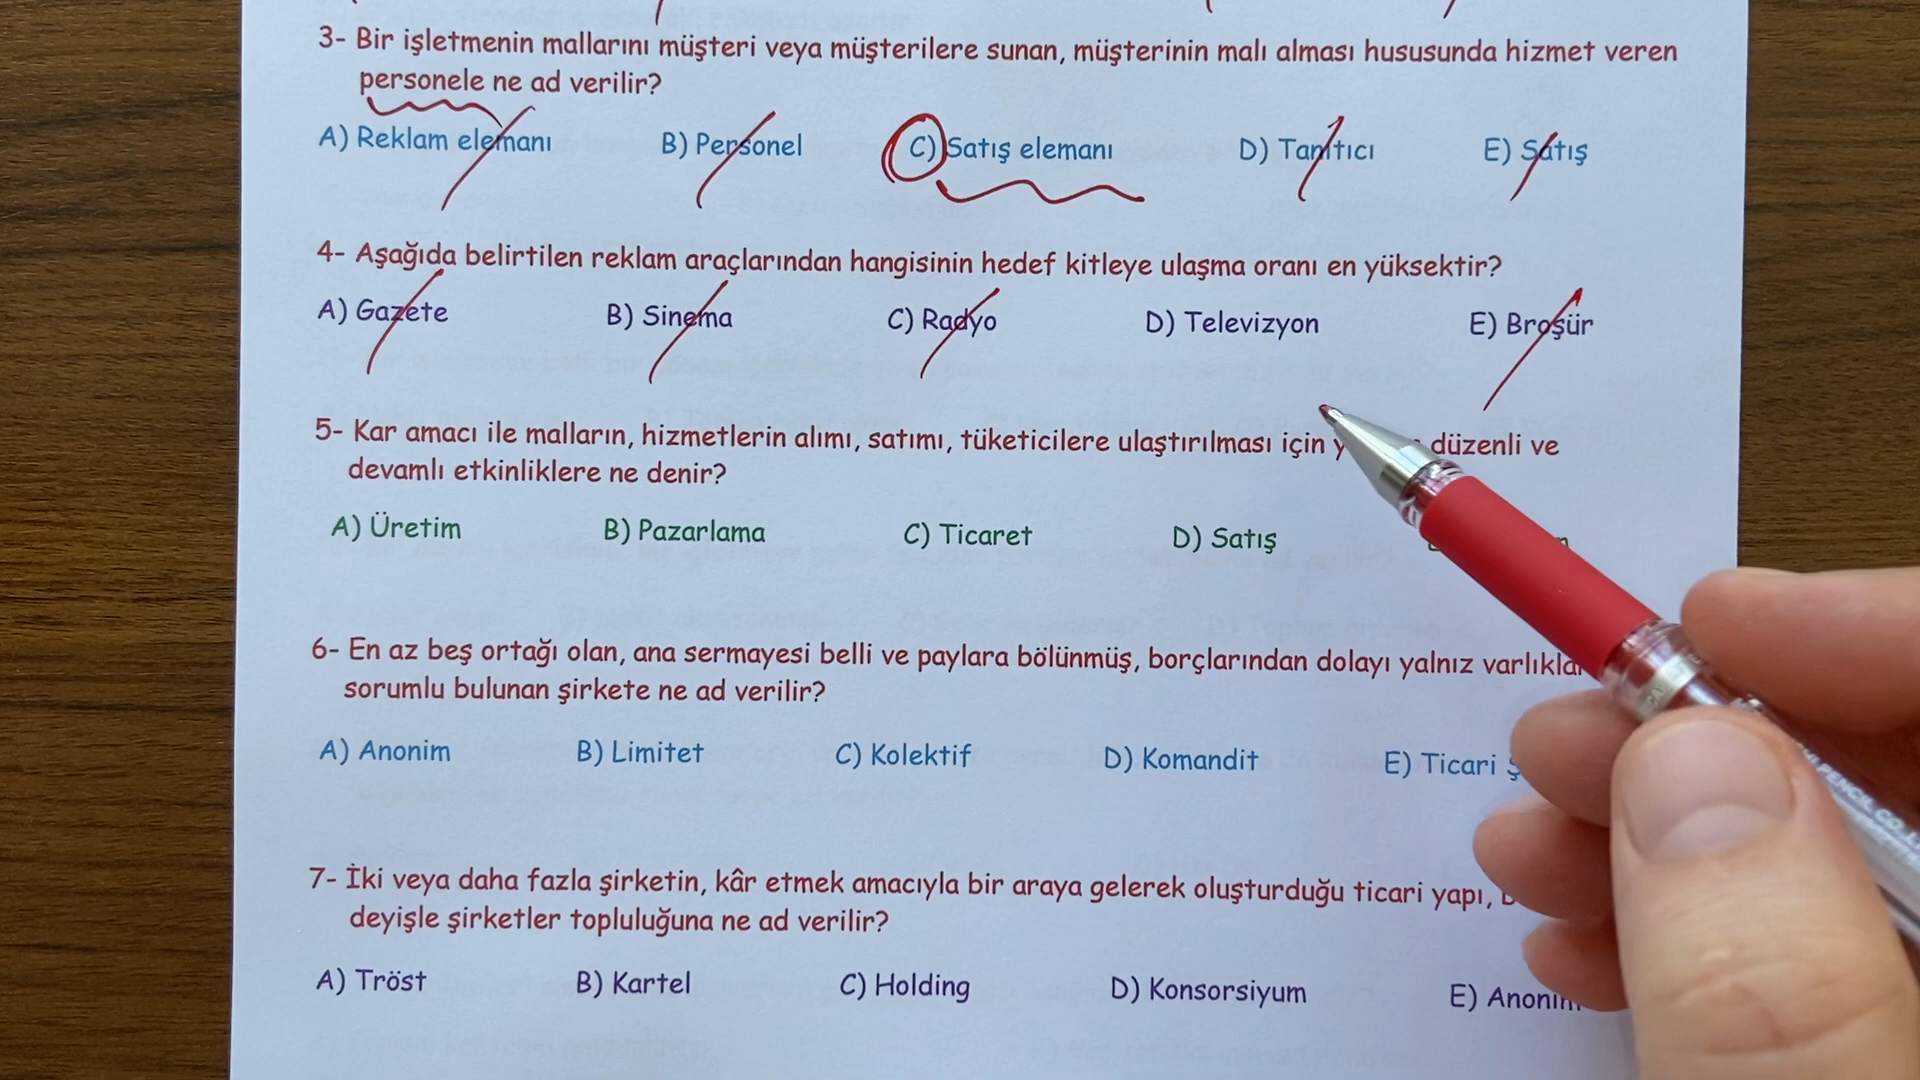 3- Bir işletmenin mallarını müşteri veya müşterilere sunan, müşterinin malı alması hususunda hizmet veren
personele ne ad verilir?
A) Reklam elemanı B) Personel C) Satış elemanı D) Tanıtıcı E) Satış
4- Aşağıda belirtilen reklam araçlarından hangisinin hedef kitleye ulaşma oranı en yüksektir?
A) Gazete B) Sinema C) Radyo D) Televizyon E) Broşür
5- Kar amacı ile malların, hizmetlerin alımı, satımı, tüketicilere ulaştırılması için düzenli ve
devamlı etkinliklere ne denir?
A) Üretim B) Pazarlama C) Ticaret D) Satış
6- En az beş ortağı olan, ana sermayesi belli ve paylara bölünmüş, borçlarından dolayı yalnız
sorumlu bulunan şirkete ne ad verilir?
A) Anonim B) Limitet C) Kolektif D) Komandit E) Ticari
7- İki veya daha fazla şirketin, kâr etmek amacıyla bir araya gelerek oluşturduğu ticari yapı,
deyişle şirketler topluluğuna ne ad verilir?
A) Tröst B) Kartel C) Holding D) Konsorsiyum E) Anonim